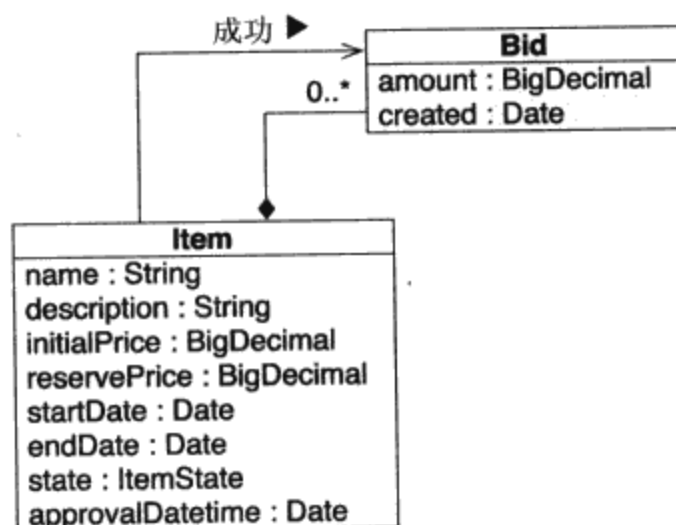 成功 ▶
Bid
amount : BigDecimal
created : Date
0..*
Item
name : String
description : String
initialPrice : BigDecimal
reservePrice : BigDecimal
startDate : Date
endDate : Date
state : ItemState
approvalDatetime : Date